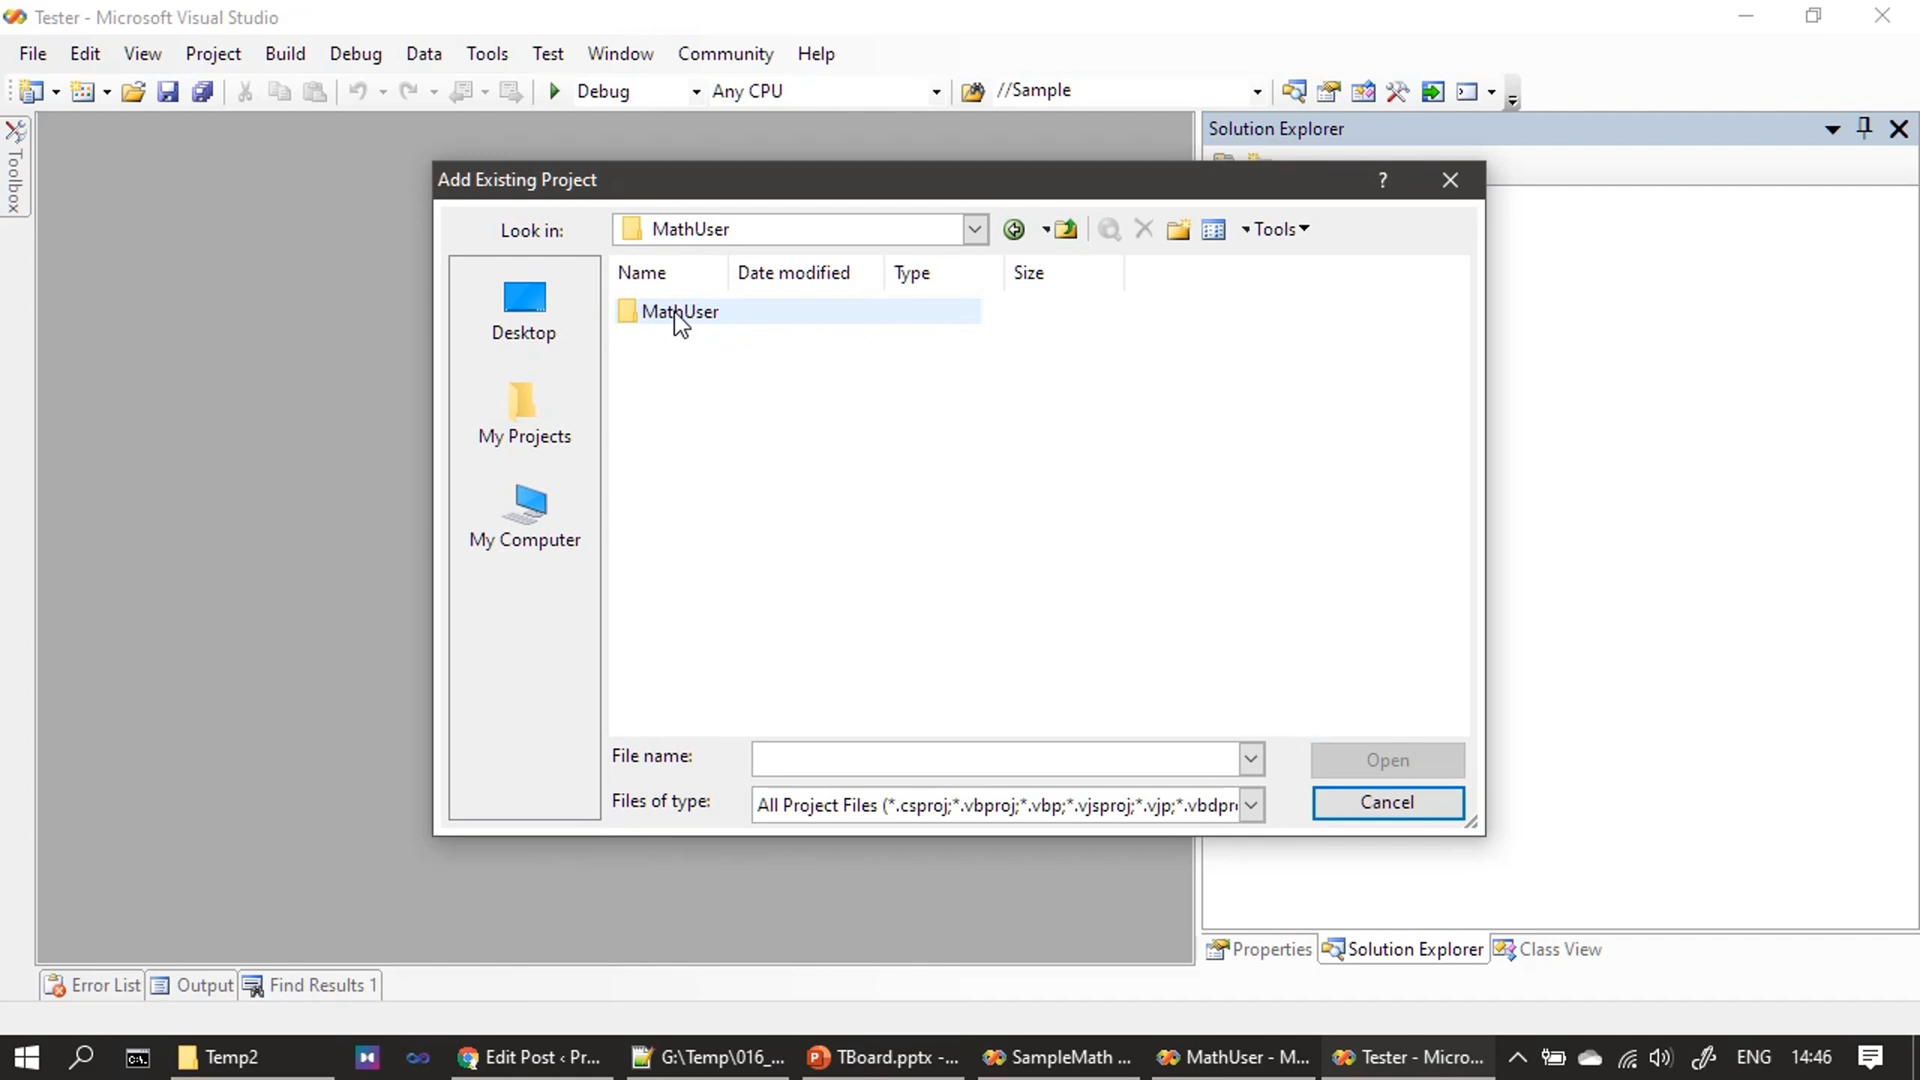 Tester - Microsoft Visual Studio
File Edit View Project Build Debug Data Tools Test Window Community Help
Debug Any CPU //Sample
Toolbox
Solution Explorer
Add Existing Project ?
Look in: MathUser Tools
Name Date modified Type Size
MathUser
Desktop
My Projects
My Computer
File name: Open
Files of type: All Project Files (*.csproj;*.vbproj;*.vbp;*.vjsproj;*.vjp;*.vbdpr Cancel
Properties Solution Explorer Class View
Error List Output Find Results 1
Temp2 Edit Post ‹ Pr... G:\Temp\016_... TBoard.pptx -... SampleMath ... MathUser - M... Tester - Micro... ENG 14:46